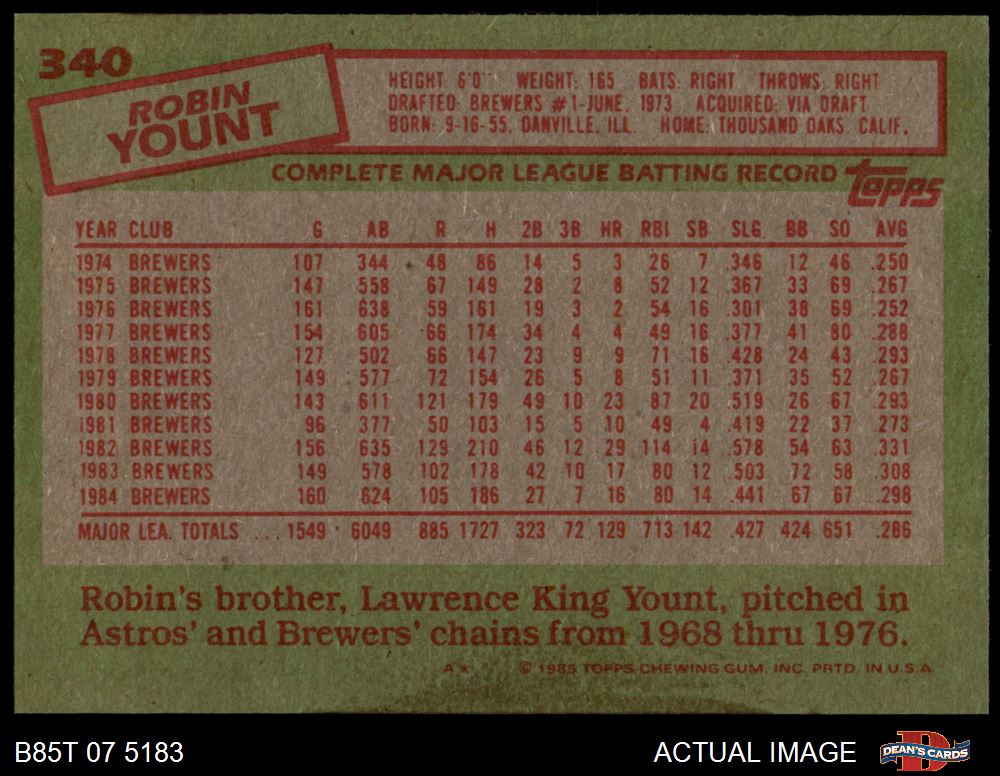 340
ROBIN
YOUNT
HEIGHT: 6'0" WEIGHT: 165 BATS: RIGHT THROWS: RIGHT
DRAFTED: BREWERS #1-JUNE, 1973 ACQUIRED: VIA DRAFT
BORN: 9-16-55, DANVILLE, ILL. HOME: THOUSAND OAKS, CALIF.
COMPLETE MAJOR LEAGUE BATTING RECORD topps
YEAR CLUB G AB R H 2B 3B HR RBI SB SLG. BB SO AVG
1974 BREWERS 107 344 48 86 14 5 3 26 7 .346 12 46 .250
1975 BREWERS 147 558 67 149 28 2 8 52 12 .367 33 69 .267
1976 BREWERS 161 638 59 161 19 3 2 54 16 .301 38 69 .252
1977 BREWERS 154 605 66 174 34 4 4 49 16 .377 41 80 .288
1978 BREWERS 127 502 66 147 23 9 9 71 16 .428 24 43 .293
1979 BREWERS 149 577 72 154 26 5 8 51 11 .371 35 52 .267
1980 BREWERS 143 611 121 179 49 10 23 87 20 .519 26 67 .293
1981 BREWERS 96 377 50 103 15 5 10 49 4 .419 22 37 .273
1982 BREWERS 156 635 129 210 46 12 29 114 14 .578 54 63 .331
1983 BREWERS 149 578 102 178 42 10 17 80 12 .503 72 58 .308
1984 BREWERS 160 624 105 186 27 7 16 80 14 .441 67 67 .298
MAJOR LEA. TOTALS ... 1549 6049 885 1727 323 72 129 713 142 .427 424 651 .286
Robin's brother, Lawrence King Yount, pitched in
Astros' and Brewers' chains from 1968 thru 1976.
A* © 1985 TOPPS CHEWING GUM, INC. PRTD. IN U.S.A.
B85T 07 5183 ACTUAL IMAGE DEAN'S CARDS